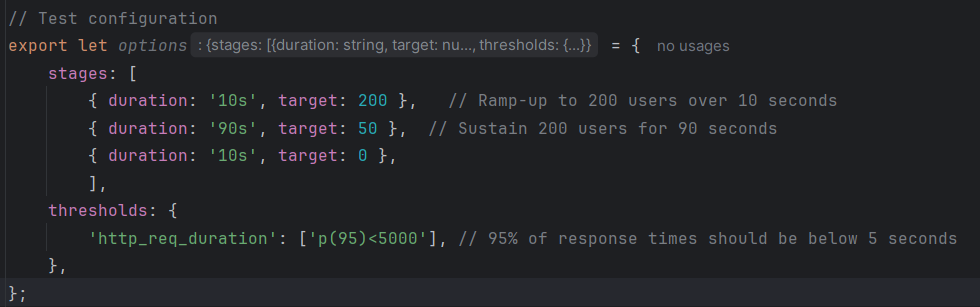 // Test configuration
export let options : {stages: [{duration: string, target: nu..., thresholds: {...}} = { no usages
    stages: [
        { duration: '10s', target: 200 },   // Ramp-up to 200 users over 10 seconds
        { duration: '90s', target: 50 },  // Sustain 200 users for 90 seconds
        { duration: '10s', target: 0 },
        ],
    thresholds: {
        'http_req_duration': ['p(95)<5000'], // 95% of response times should be below 5 seconds
    },
};